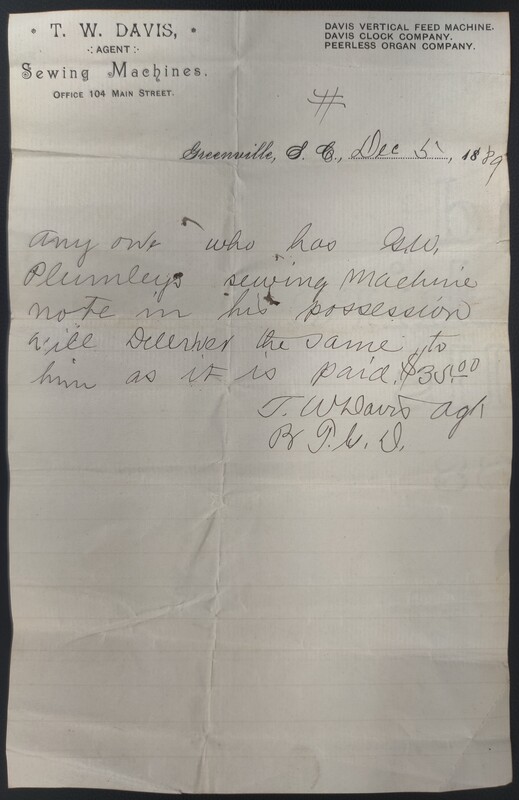 T. W. DAVIS,
AGENT
Sewing Machines.
OFFICE 104 MAIN STREET.
DAVIS VERTICAL FEED MACHINE.
DAVIS CLOCK COMPANY.
PEERLESS ORGAN COMPANY.
#
Greenville, S. C., Dec 5, 1889
Any one who has G.W.
Plumleys sewing Machine
note in his possession
will Deliver the same to
him as it is paid. $35.00
T. W Davis Agt